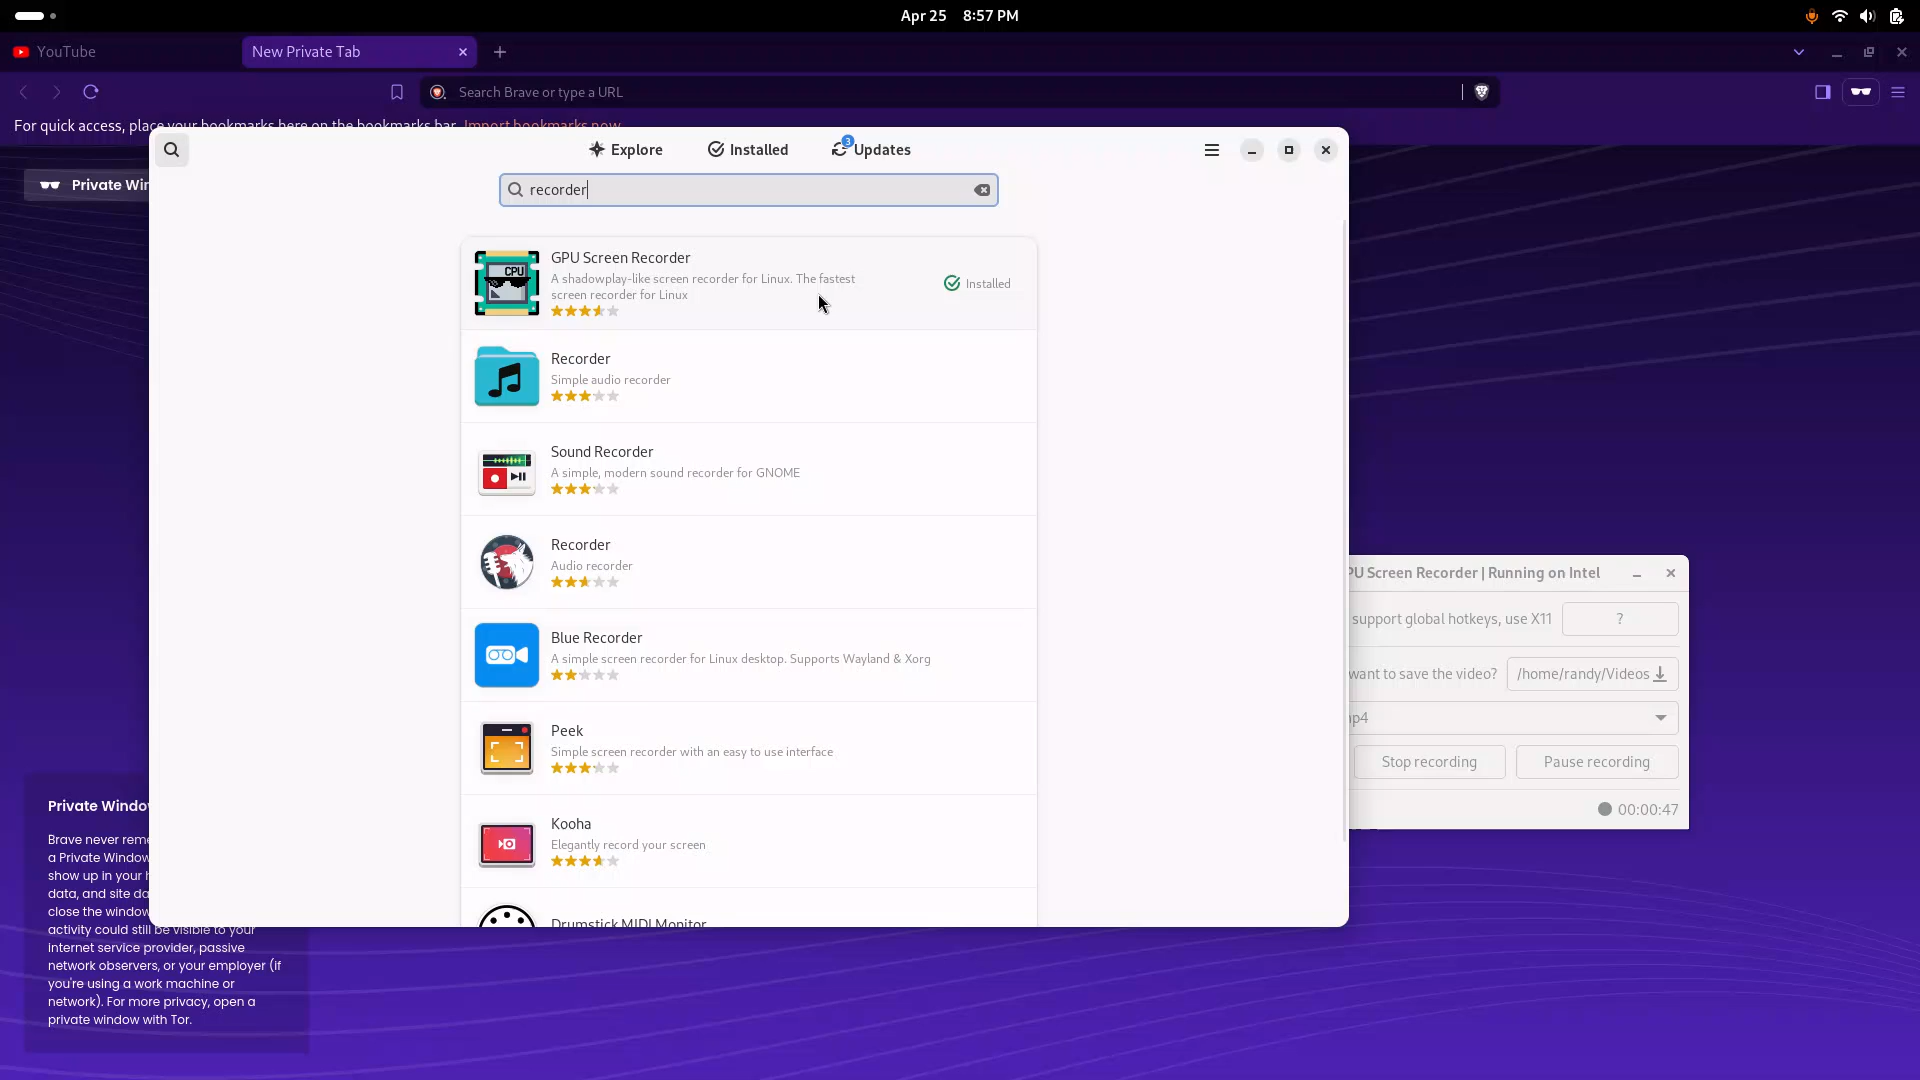 Apr 25 8:57 PM
YouTube
New Private Tab
Search Brave or type a URL
For quick access, place your bookmarks here on the bookmarks bar. Import bookmarks now
Private
Explore
Installed
3
Updates
recorder
GPU Screen Recorder
A shadowplay-like screen recorder for Linux. The fastest
screen recorder for Linux
CPU
Installed
Recorder
Simple audio recorder
Sound Recorder
A simple, modern sound recorder for GNOME
Recorder
Audio recorder
Blue Recorder
A simple screen recorder for Linux desktop. Supports Wayland & Xorg
Peek
Simple screen recorder with an easy to use interface
Kooha
Elegantly record your screen
Drumstick MIDI Monitor
PU Screen Recorder | Running on Intel
support global hotkeys, use X11
?
want to save the video?
/home/randy/Videos
p4
Stop recording
Pause recording
00:00:47
Private Windo
Brave never reme
a Private Window
show up in your h
data, and site da
close the window
activity could still be visible to your
internet service provider, passive
network observers, or your employer (if
you're using a work machine or
network). For more privacy, open a
private window with Tor.